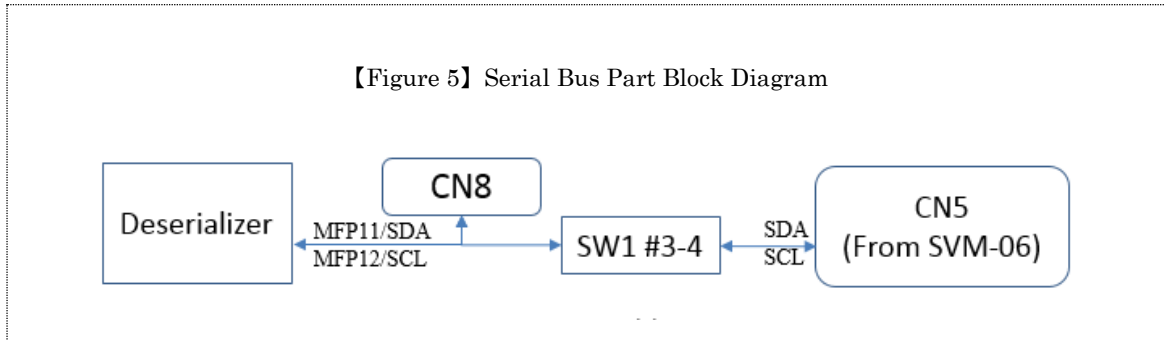 【Figure 5】Serial Bus Part Block Diagram
CN8
Deserializer
MFP11/SDA
MFP12/SCL
SW1 #3-4
SDA
SCL
CN5
(From SVM-06)